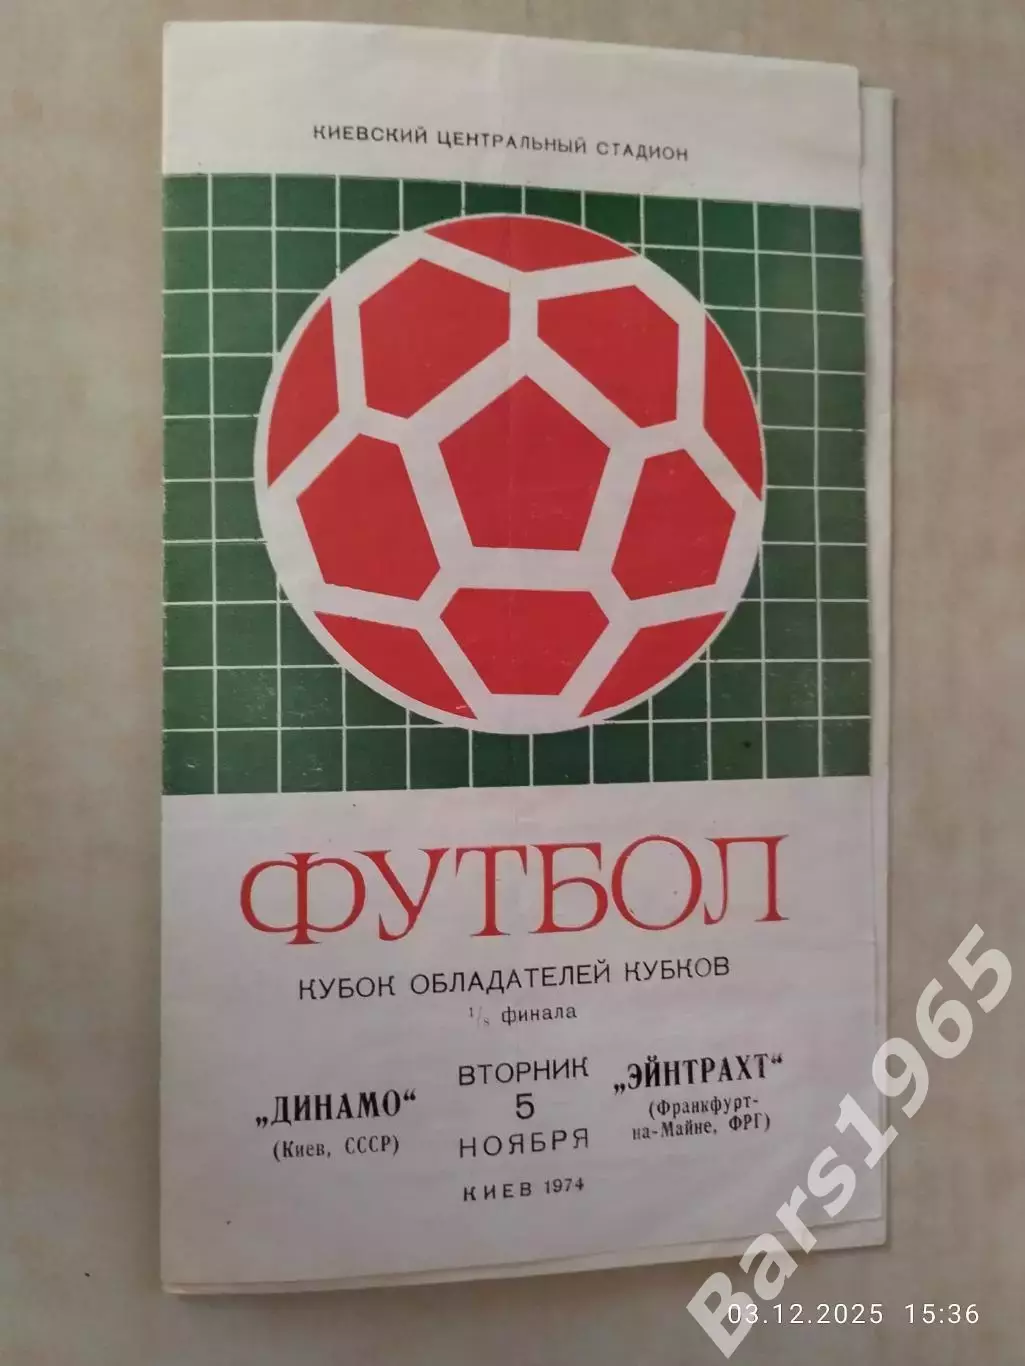 КИЕВСКИЙ ЦЕНТРАЛЬНЫЙ СТАДИОН
ФУТБОЛ
КУБОК ОБЛАДАТЕЛЕЙ КУБКОВ
1/8 финала
„ДИНАМО“
(Киев, СССР)
ВТОРНИК
5
НОЯБРЯ
„ЭЙНТРАХТ“
(Франкфурт-
на-Майне, ФРГ)
КИЕВ 1974
Bars1965
03.12.2025 15:36